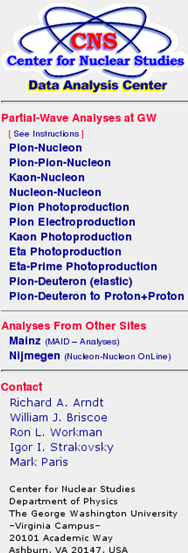 CNS
Center for Nuclear Studies
Data Analysis Center
Partial-Wave Analyses at GW
[ See Instructions ]
Pion-Nucleon
Pion-Pion-Nucleon
Kaon-Nucleon
Nucleon-Nucleon
Pion Photoproduction
Pion Electroproduction
Kaon Photoproduction
Eta Photoproduction
Eta-Prime Photoproduction
Pion-Deuteron (elastic)
Pion-Deuteron to Proton+Proton
Analyses From Other Sites
Mainz (MAID – Analyses)
Nijmegen (Nucleon-Nucleon OnLine)
Contact
Richard A. Arndt
William J. Briscoe
Ron L. Workman
Igor I. Strakovsky
Mark Paris
Center for Nuclear Studies
Department of Physics
The George Washington University
–Virginia Campus–
20101 Academic Way
Ashburn, VA 20147, USA